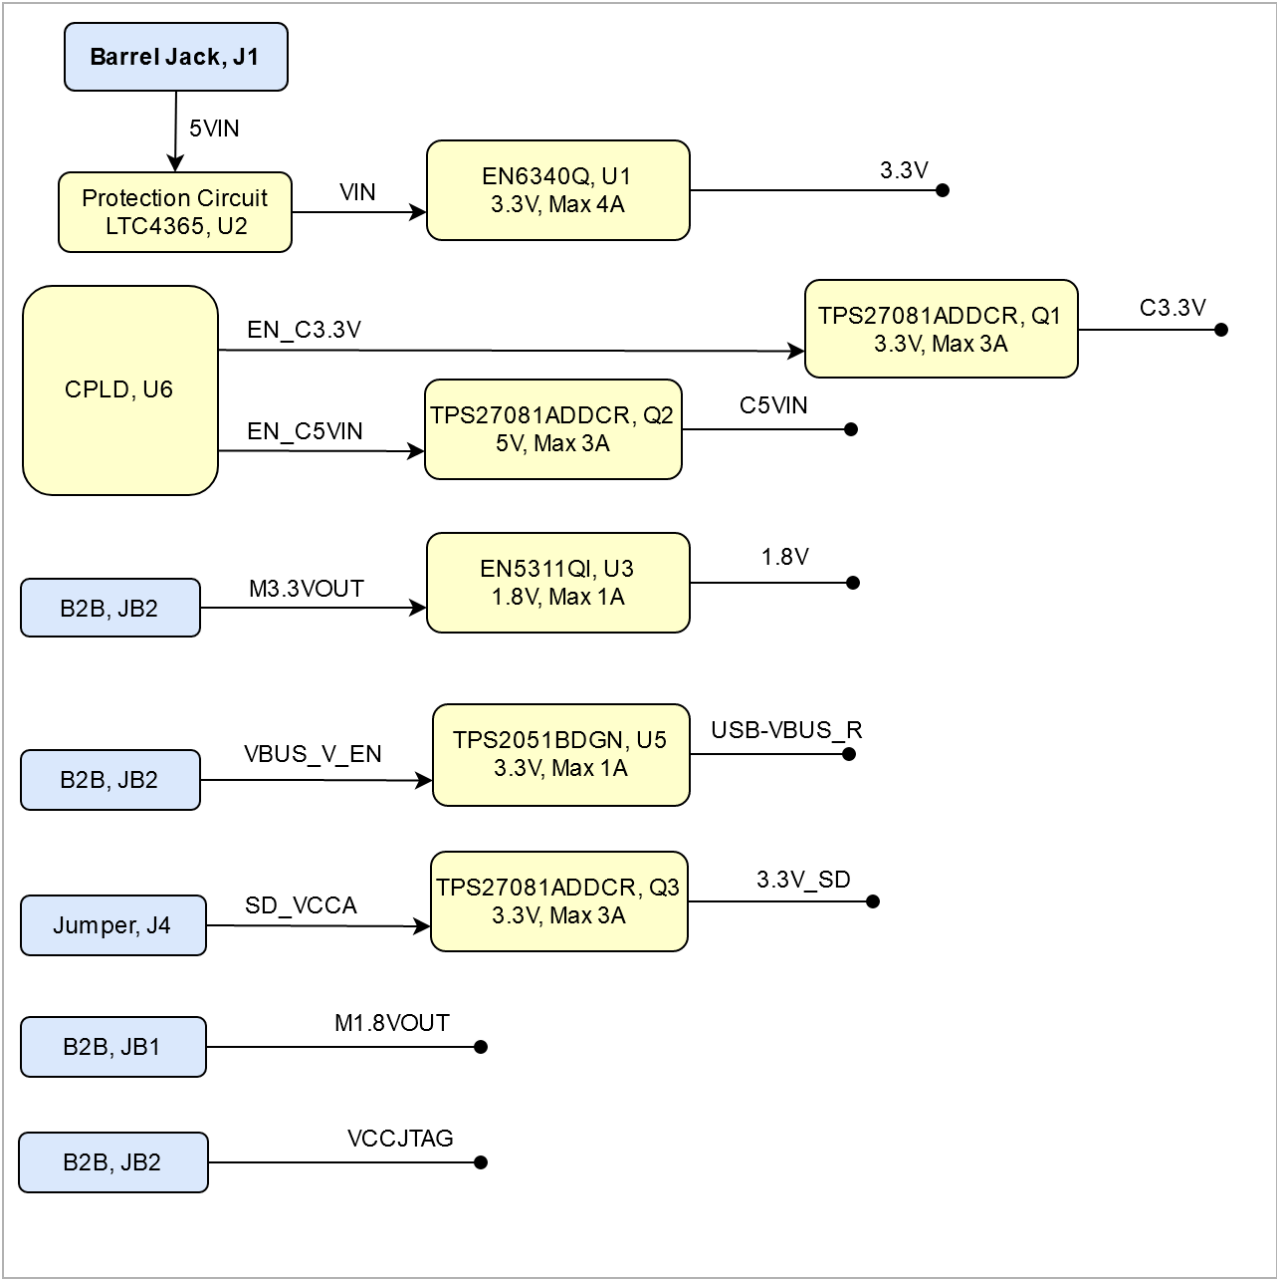 Barrel Jack, J1
5VIN
Protection Circuit
LTC4365, U2
VIN
EN6340Q, U1
3.3V, Max 4A
3.3V
CPLD, U6
EN_C3.3V
TPS27081ADDCR, Q1
3.3V, Max 3A
C3.3V
EN_C5VIN
TPS27081ADDCR, Q2
5V, Max 3A
C5VIN
B2B, JB2
M3.3VOUT
EN5311QI, U3
1.8V, Max 1A
1.8V
B2B, JB2
VBUS_V_EN
TPS2051BDGN, U5
3.3V, Max 1A
USB-VBUS_R
Jumper, J4
SD_VCCA
TPS27081ADDCR, Q3
3.3V, Max 3A
3.3V_SD
B2B, JB1
M1.8VOUT
B2B, JB2
VCCJTAG